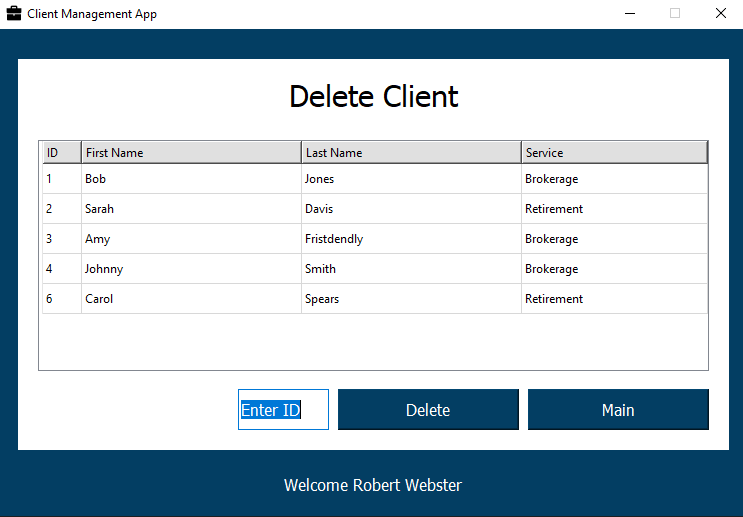 Client Management App
Delete Client
ID First Name Last Name Service
1 Bob Jones Brokerage
2 Sarah Davis Retirement
3 Amy Fristdendly Brokerage
4 Johnny Smith Brokerage
6 Carol Spears Retirement
Enter ID Delete Main
Welcome Robert Webster